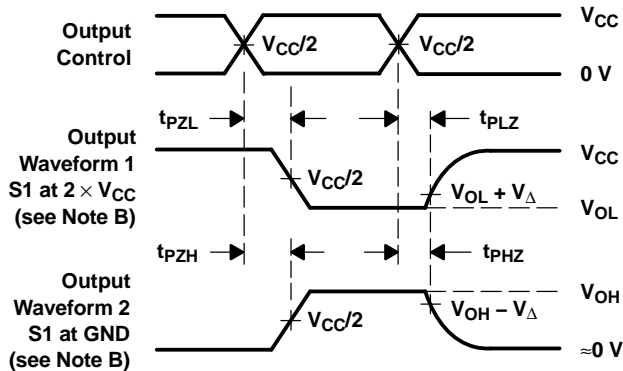 Output
Control
V_CC/2
V_CC/2
V_CC
0 V
t_PZL
t_PLZ
Output
Waveform 1
S1 at 2 × V_CC
(see Note B)
V_CC/2
V_OL + V_Δ
V_CC
V_OL
t_PZH
t_PHZ
Output
Waveform 2
S1 at GND
(see Note B)
V_CC/2
V_OH – V_Δ
V_OH
≈0 V